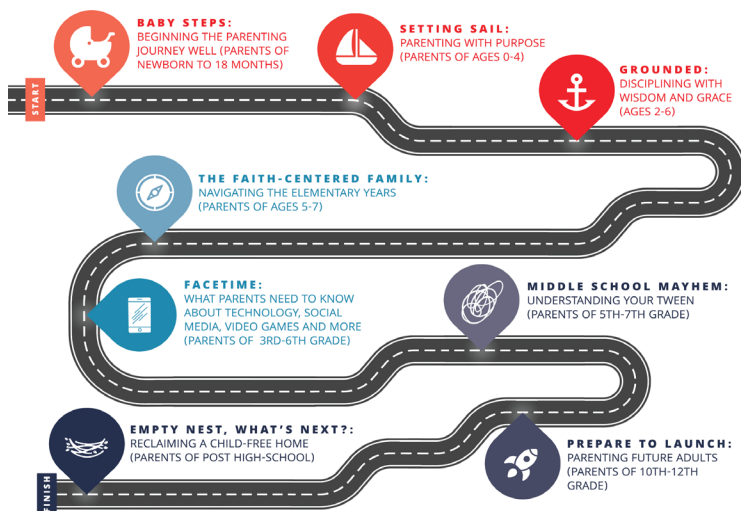 BABY STEPS:
BEGINNING THE PARENTING
JOURNEY WELL (PARENTS OF
NEWBORN TO 18 MONTHS)
SETTING SAIL:
PARENTING WITH PURPOSE
(PARENTS OF AGES 0-4)
GROUNDED:
DISCIPLINING WITH
WISDOM AND GRACE
(AGES 2-6)
START
THE FAITH-CENTERED FAMILY:
NAVIGATING THE ELEMENTARY YEARS
(PARENTS OF AGES 5-7)
FACETIME:
WHAT PARENTS NEED TO KNOW
ABOUT TECHNOLOGY, SOCIAL
MEDIA, VIDEO GAMES AND MORE
(PARENTS OF 3RD-6TH GRADE)
MIDDLE SCHOOL MAYHEM:
UNDERSTANDING YOUR TWEEN
(PARENTS OF 5TH-7TH GRADE)
EMPTY NEST, WHAT'S NEXT?:
RECLAIMING A CHILD-FREE HOME
(PARENTS OF POST HIGH-SCHOOL)
PREPARE TO LAUNCH:
PARENTING FUTURE ADULTS
(PARENTS OF 10TH-12TH
GRADE)
FINISH